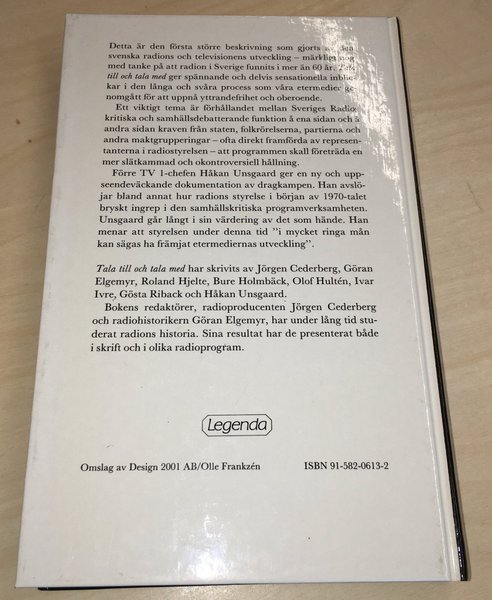 Detta är den första större beskrivning som gjorts av den
svenska radions och televisionens utveckling – märkligt nog
med tanke på att radion i Sverige funnits i mer än 60 år. Tala
till och tala med ger spännande och delvis sensationella inblic-
kar i den långa och svåra process som våra etermedier ge-
nomgått för att uppnå yttrandefrihet och oberoende.
Ett viktigt tema är förhållandet mellan Sveriges Radios
kritiska och samhällsdebatterande funktion å ena sidan och å
andra sidan kraven från staten, folkrörelserna, partierna och
andra maktgrupperingar – ofta direkt framförda av represen-
tanterna i radiostyrelsen – att programmen skall företräda en
mer slätkammad och okontroversiell hållning.
Förre TV 1-chefen Håkan Unsgaard ger en ny och upp-
seendeväckande dokumentation av dragkampen. Han avslö-
jar bland annat hur radions styrelse i början av 1970-talet
bryskt ingrep i den samhällskritiska programverksamheten.
Unsgaard går långt i sin värdering av det som hände. Han
menar att styrelsen under denna tid "i mycket ringa mån
kan sägas ha främjat etermediernas utveckling".
Tala till och tala med har skrivits av Jörgen Cederberg, Göran
Elgemyr, Roland Hjelte, Bure Holmbäck, Olof Hultén, Ivar
Ivre, Gösta Riback och Håkan Unsgaard.
Bokens redaktörer, radioproducenten Jörgen Cederberg
och radiohistorikern Göran Elgemyr, har under lång tid stu-
derat radions historia. Sina resultat har de presenterat både
i skrift och i olika radioprogram.
Legenda
Omslag av Design 2001 AB/Olle Frankzén ISBN 91-582-0613-2